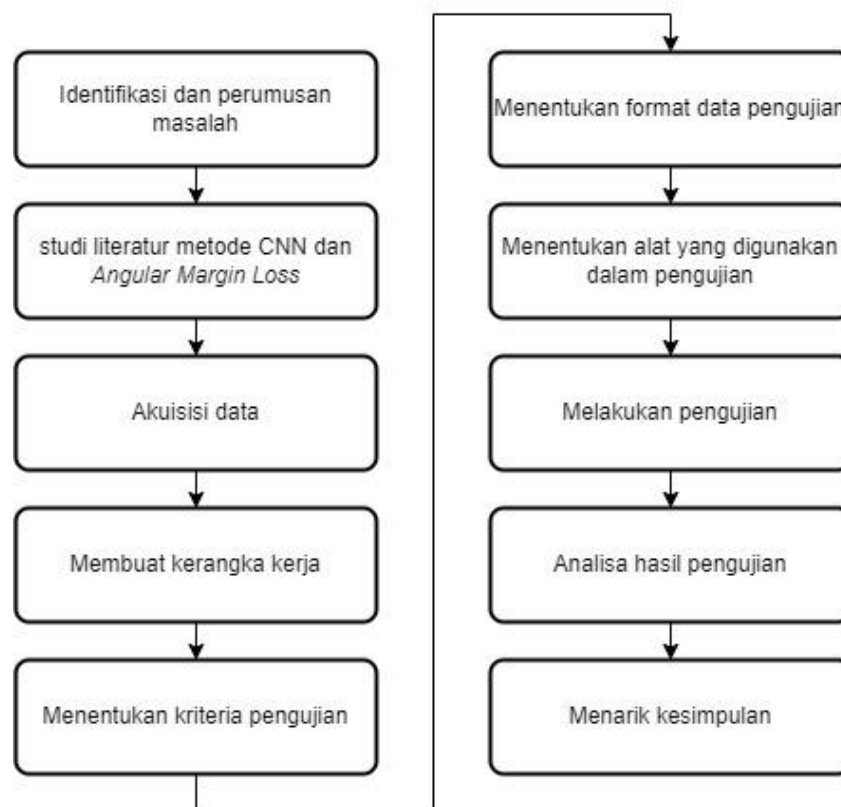 Identifikasi dan perumusan
masalah
studi literatur metode CNN dan
Angular Margin Loss
Akuisisi data
Membuat kerangka kerja
Menentukan kriteria pengujian
Menentukan format data pengujian
Menentukan alat yang digunakan
dalam pengujian
Melakukan pengujian
Analisa hasil pengujian
Menarik kesimpulan